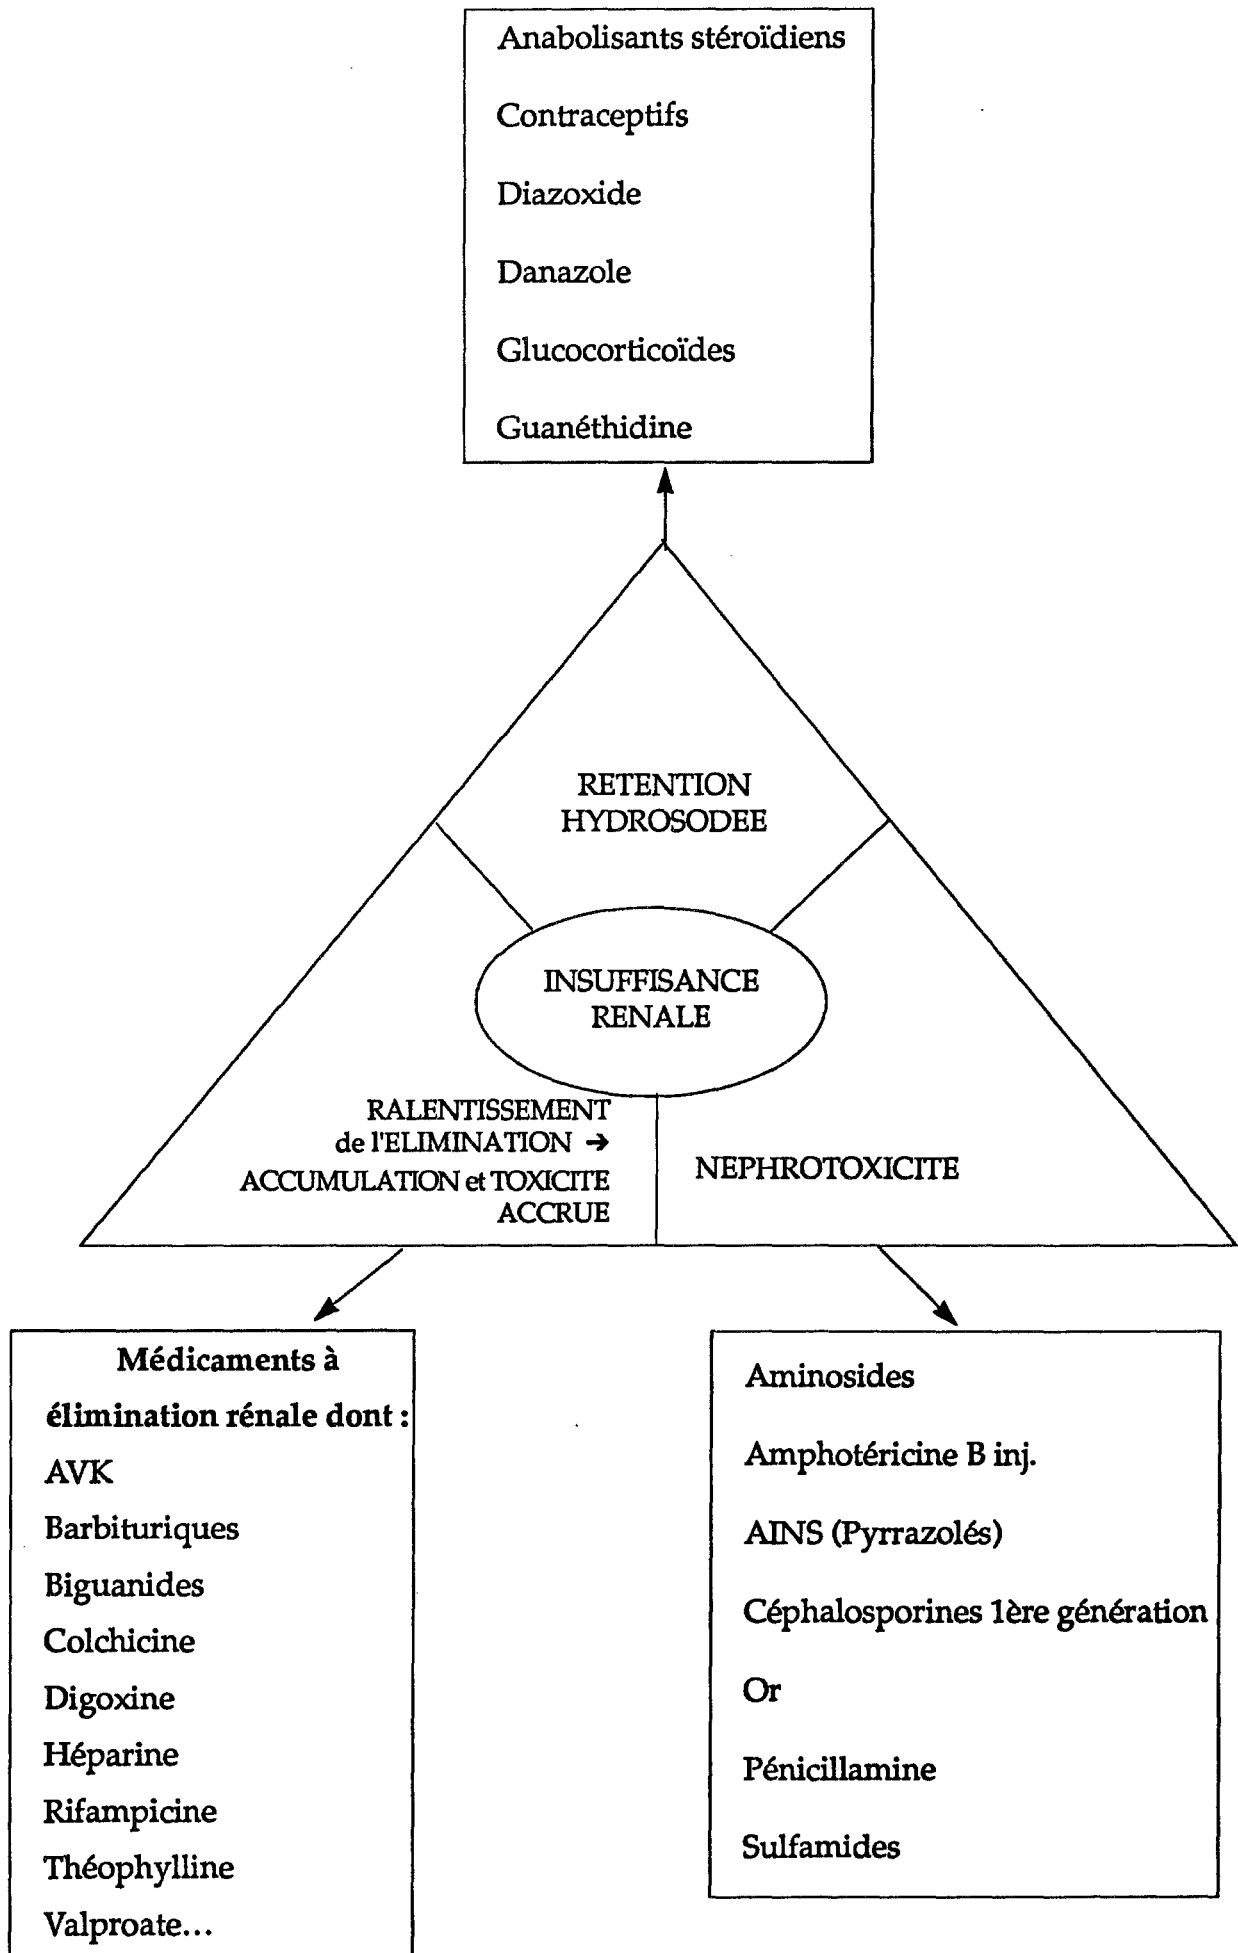 Anabolisants stéroïdiens
Contraceptifs
Diazoxide
Danazole
Glucocorticoïdes
Guanéthidine
RETENTION
HYDROSODEE
INSUFFISANCE
RENALE
RALENTISSEMENT
de l'ELIMINATION →
ACCUMULATION et TOXICITE
ACCRUE
NEPHROTOXICITE
Médicaments à
élimination rénale dont :
AVK
Barbituriques
Biguanides
Colchicine
Digoxine
Héparine
Rifampicine
Théophylline
Valproate...
Aminosides
Amphotéricine B inj.
AINS (Pyrrazolés)
Céphalosporines 1ère génération
Or
Pénicillamine
Sulfamides